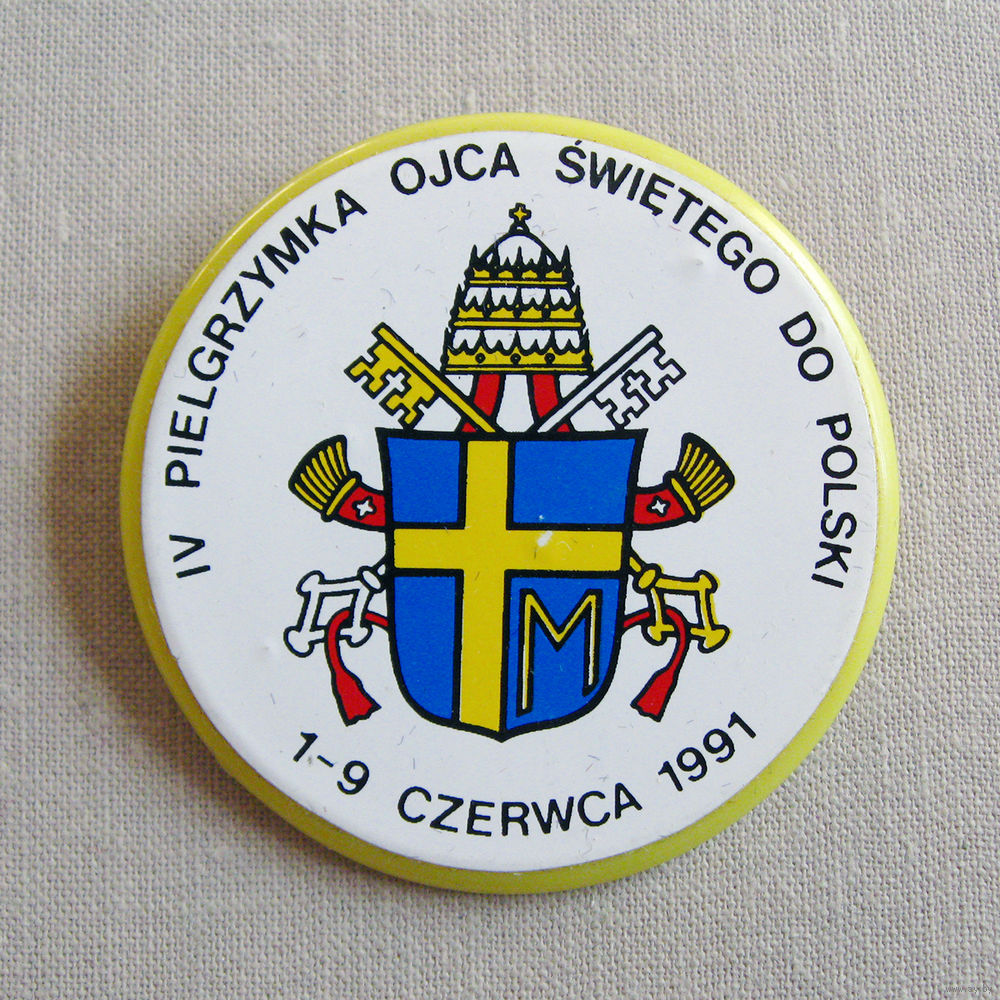 IV PIELGRZYMKA OJCA ŚWIĘTEGO DO POLSKI
M
1-9 CZERWCA 1991